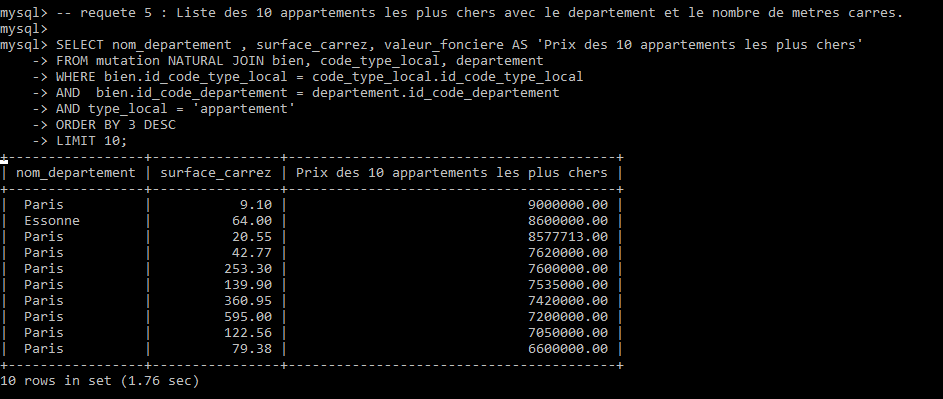 mysql> -- requete 5 : Liste des 10 appartements les plus chers avec le departement et le nombre de metres carres.
mysql>
mysql> SELECT nom_departement , surface_carrez, valeur_fonciere AS 'Prix des 10 appartements les plus chers'
    -> FROM mutation NATURAL JOIN bien, code_type_local, departement
    -> WHERE bien.id_code_type_local = code_type_local.id_code_type_local
    -> AND  bien.id_code_departement = departement.id_code_departement
    -> AND type_local = 'appartement'
    -> ORDER BY 3 DESC
    -> LIMIT 10;
+-----------------+----------------+-----------------------------------------+
| nom_departement | surface_carrez | Prix des 10 appartements les plus chers |
+-----------------+----------------+-----------------------------------------+
|  Paris          |           9.10 |                              9000000.00 |
|  Essonne        |          64.00 |                              8600000.00 |
|  Paris          |          20.55 |                              8577713.00 |
|  Paris          |          42.77 |                              7620000.00 |
|  Paris          |         253.30 |                              7600000.00 |
|  Paris          |         139.90 |                              7535000.00 |
|  Paris          |         360.95 |                              7420000.00 |
|  Paris          |         595.00 |                              7200000.00 |
|  Paris          |         122.56 |                              7050000.00 |
|  Paris          |          79.38 |                              6600000.00 |
+-----------------+----------------+-----------------------------------------+
10 rows in set (1.76 sec)